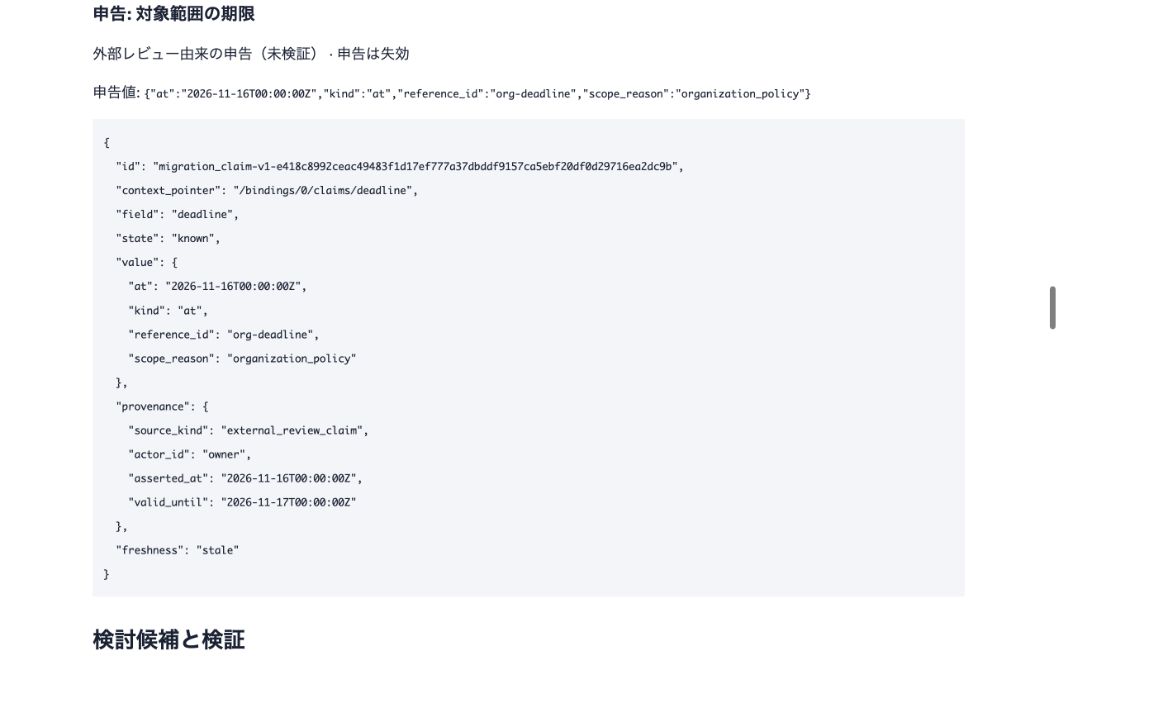 申告: 対象範囲の期限
外部レビュー由来の申告（未検証） · 申告は失効
申告値: {"at":"2026-11-16T00:00:00Z","kind":"at","reference_id":"org-deadline","scope_reason":"organization_policy"}
{
  "id": "migration_claim-v1-e418c8992ceac49483f1d17ef777a37dbddf9157ca5ebf20df0d29716ea2dc9b",
  "context_pointer": "/bindings/0/claims/deadline",
  "field": "deadline",
  "state": "known",
  "value": {
    "at": "2026-11-16T00:00:00Z",
    "kind": "at",
    "reference_id": "org-deadline",
    "scope_reason": "organization_policy"
  },
  "provenance": {
    "source_kind": "external_review_claim",
    "actor_id": "owner",
    "asserted_at": "2026-11-16T00:00:00Z",
    "valid_until": "2026-11-17T00:00:00Z"
  },
  "freshness": "stale"
}
検討候補と検証